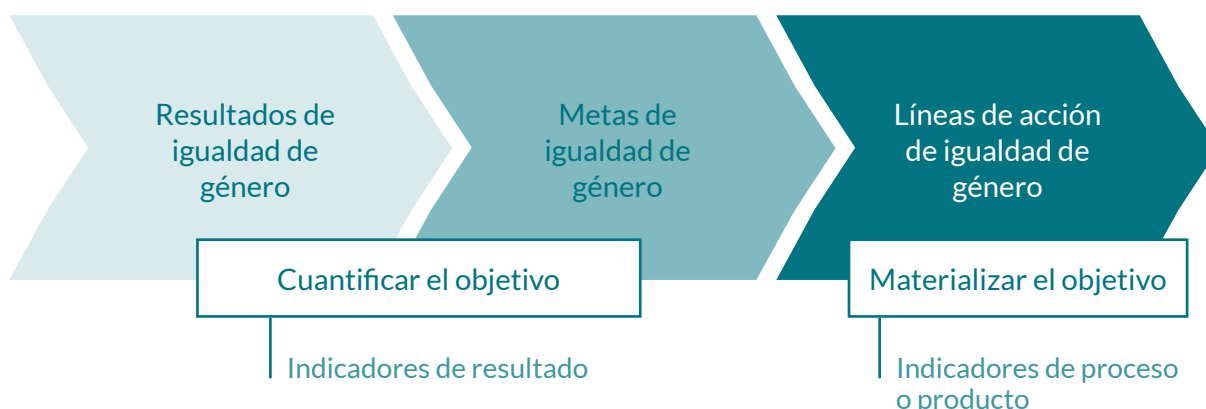 Resultados de
igualdad de
género
Metas de
igualdad de
género
Líneas de acción
de igualdad de
género
Cuantificar el objetivo
Materializar el objetivo
Indicadores de resultado
Indicadores de proceso
o producto